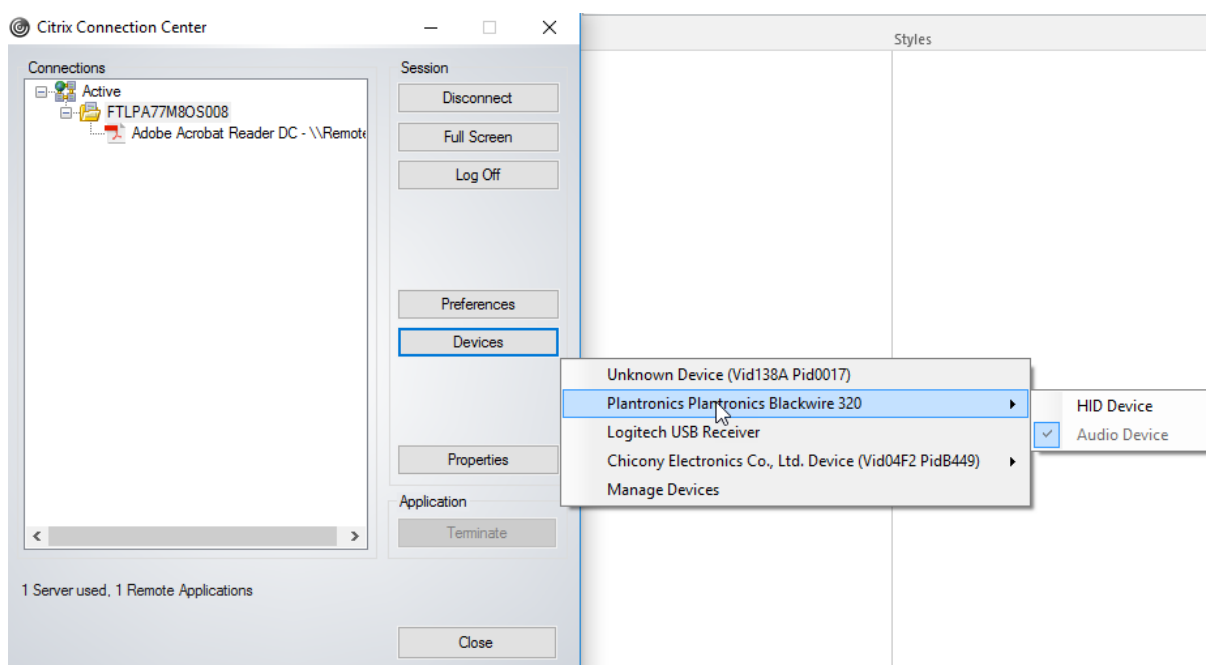 Citrix Connection Center
Styles
Connections
Active
FTLPA77M8OS008
Adobe Acrobat Reader DC - \\Remote
Session
Disconnect
Full Screen
Log Off
Preferences
Devices
Properties
Application
Terminate
Unknown Device (Vid138A Pid0017)
Plantronics Plantronics Blackwire 320
Logitech USB Receiver
Chicony Electronics Co., Ltd. Device (Vid04F2 PidB449)
Manage Devices
HID Device
Audio Device
1 Server used, 1 Remote Applications
Close